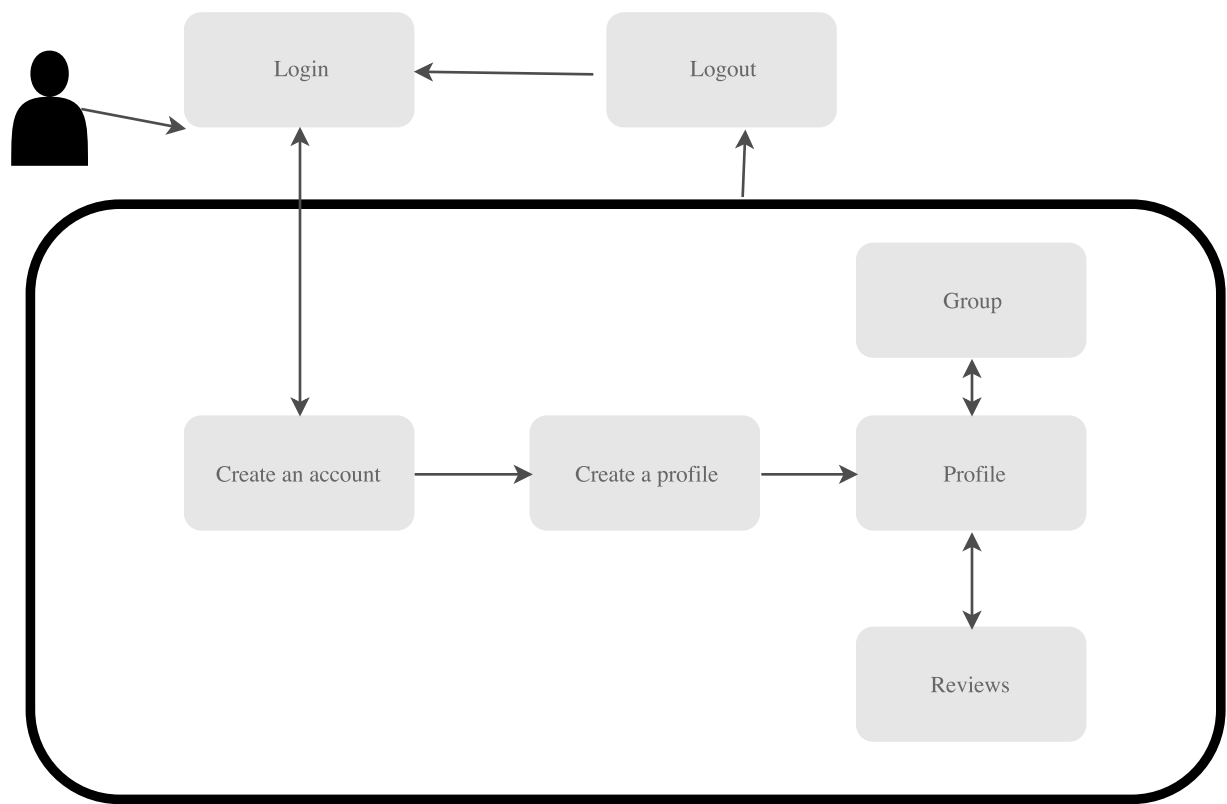 Login
Logout
Group
Create an account
Create a profile
Profile
Reviews